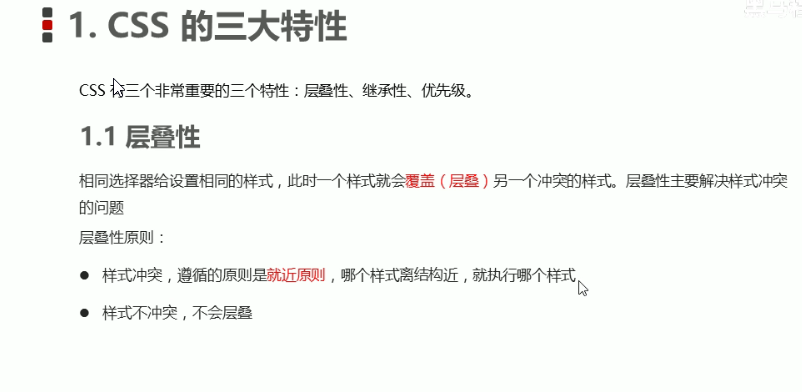 1. CSS 的三大特性
CSS 三个非常重要的三个特性：层叠性、继承性、优先级。
1.1 层叠性
相同选择器给设置相同的样式，此时一个样式就会覆盖（层叠）另一个冲突的样式。层叠性主要解决样式冲突
的问题
层叠性原则：
● 样式冲突，遵循的原则是就近原则，哪个样式离结构近，就执行哪个样式
● 样式不冲突，不会层叠